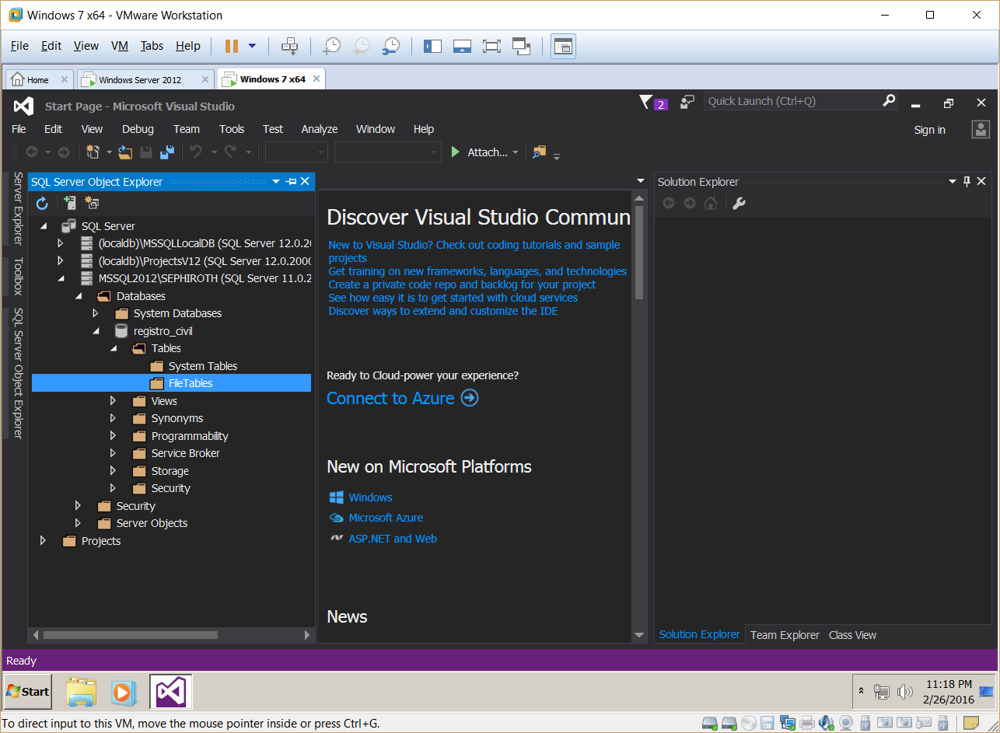 Windows 7 x64 - VMware Workstation
File Edit View VM Tabs Help
Home Windows Server 2012 Windows 7 x64
Start Page - Microsoft Visual Studio 2 Quick Launch (Ctrl+Q)
File Edit View Debug Team Tools Test Analyze Window Help Sign in
Attach...
Server Explorer
Toolbox
SQL Server Object Explorer
SQL Server Object Explorer
SQL Server
(localdb)\MSSQLLocalDB (SQL Server 12.0.20
(localdb)\ProjectsV12 (SQL Server 12.0.2000
MSSQL2012\SEPHIROTH (SQL Server 11.0.2
Databases
System Databases
registro_civil
Tables
System Tables
FileTables
Views
Synonyms
Programmability
Service Broker
Storage
Security
Security
Server Objects
Projects
Discover Visual Studio Commun
New to Visual Studio? Check out coding tutorials and sample
projects
Get training on new frameworks, languages, and technologies
Create a private code repo and backlog for your project
See how easy it is to get started with cloud services
Discover ways to extend and customize the IDE
Ready to Cloud-power your experience?
Connect to Azure
New on Microsoft Platforms
Windows
Microsoft Azure
ASP.NET and Web
News
Solution Explorer
Solution Explorer Team Explorer Class View
Ready
Start
11:18 PM
2/26/2016
To direct input to this VM, move the mouse pointer inside or press Ctrl+G.